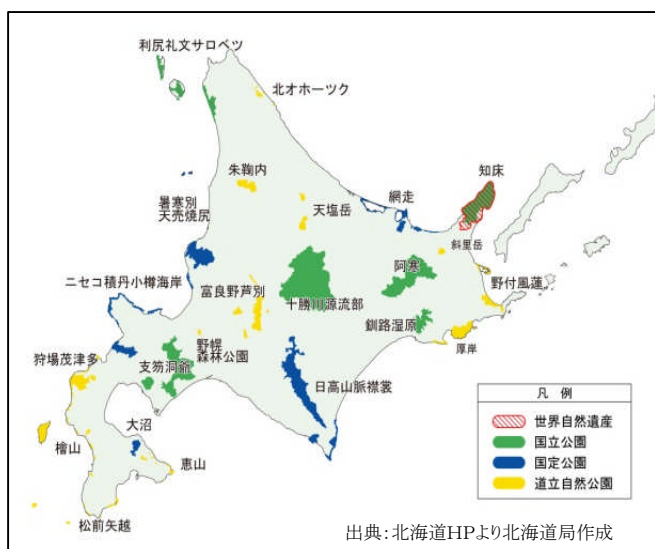 利尻礼文サロベツ
北オホーツク
朱鞠内
知床
暑寒別
天売焼尻
天塩岳
網走
斜里岳
阿寒
野付風蓮
ニセコ積丹小樽海岸
富良野芦別
十勝川源流部
釧路湿原
厚岸
狩場茂津多
支笏洞爺
野幌
森林公園
日高山脈襟裳
大沼
檜山
恵山
松前矢越
凡 例
世界自然遺産
国立公園
国定公園
道立自然公園
出典:北海道HPより北海道局作成